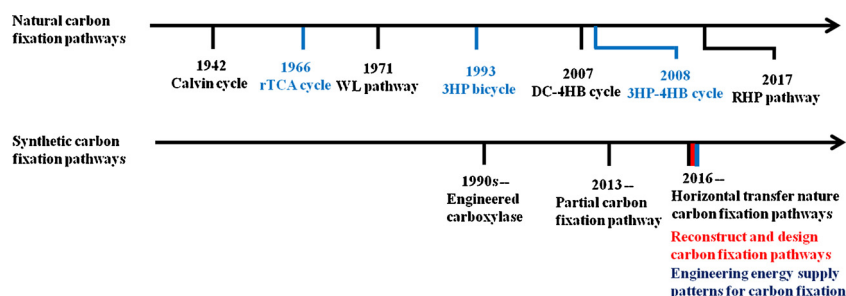 Natural carbon
fixation pathways
1942
Calvin cycle
1966
rTCA cycle
1971
WL pathway
1993
3HP bicycle
2007
DC-4HB cycle
2008
3HP-4HB cycle
2017
RHP pathway
Synthetic carbon
fixation pathways
1990s--
Engineered
carboxylase
2013--
Partial carbon
fixation pathway
2016--
Horizontal transfer nature
carbon fixation pathways
Reconstruct and design
carbon fixation pathways
Engineering energy supply
patterns for carbon fixation